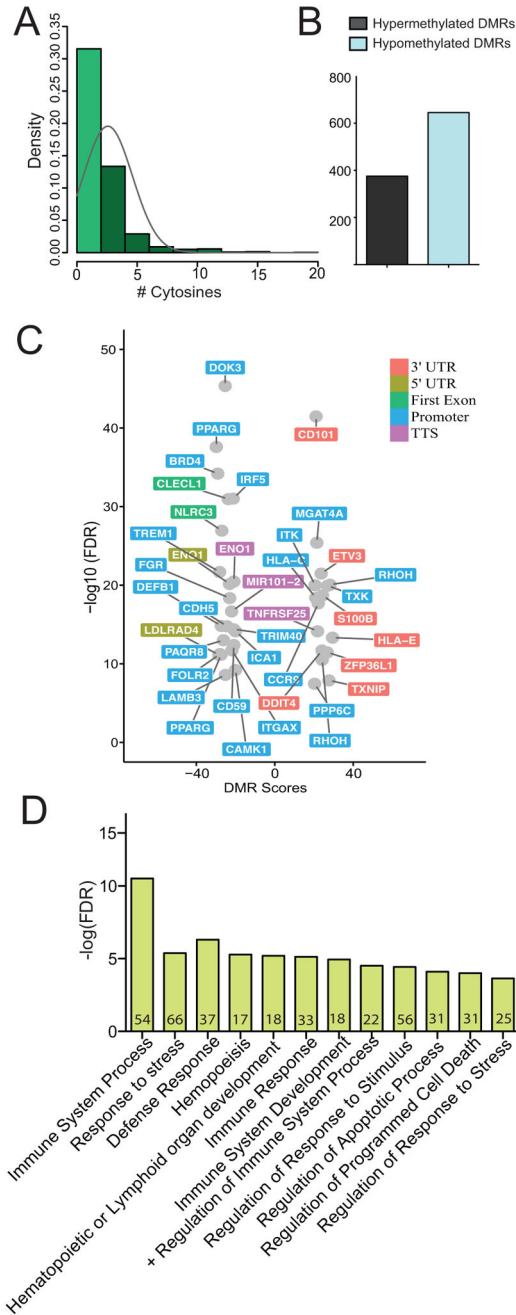 A
Density
0.00 0.05 0.10 0.15 0.20 0.25 0.30 0.35
0 5 10 15 20
# Cytosines
B
Hypermethylated DMRs
Hypomethylated DMRs
800
600
400
200
C
−log10 (FDR)
50
40
30
20
10
0
−40 0 40
DMR Scores
3' UTR
5' UTR
First Exon
Promoter
TTS
DOK3
CD101
PPARG
BRD4
IRF5
CLECL1
NLRC3
MGAT4A
TREM1
ITK
ENO1
ENO1
ETV3
FGR
HLA−C
RHOH
DEFB1
MIR101−2
TXK
CDH5
TNFRSF25
S100B
LDLRAD4
TRIM40
HLA−E
PAQR8
ICA1
ZFP36L1
FOLR2
CCR9
TXNIP
LAMB3
CD59
DDIT4
PPP6C
PPARG
ITGAX
RHOH
CAMK1
D
-log(FDR)
15
10
5
0
54 66 37 17 18 33 18 22 56 31 31 25
Immune System Process
Response to stress
Defense Response
Hemopoeisis
Hematopoietic or Lymphoid organ development
Immune Response
Immune System Development
+ Regulation of Immune System Process
Regulation of Response to Stimulus
Regulation of Apoptotic Process
Regulation of Programmed Cell Death
Regulation of Response to Stress